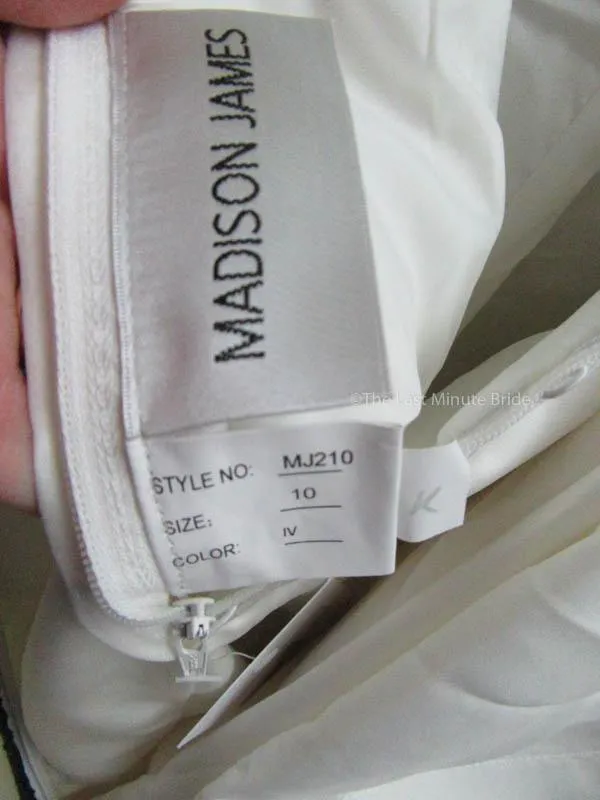 MADISON JAMES
©The Last Minute Bride
STYLE NO: MJ210
SIZE: 10
COLOR: IV
K